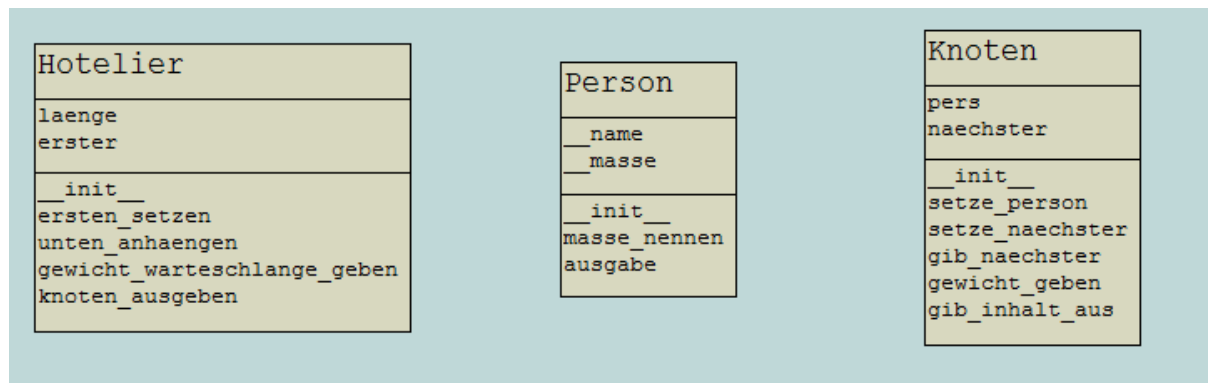 Hotelier
laenge
erster
__init__
ersten_setzen
unten_anhaengen
gewicht_warteschlange_geben
knoten_ausgeben
Person
__name
__masse
__init__
masse_nennen
ausgabe
Knoten
pers
naechster
__init__
setze_person
setze_naechster
gib_naechster
gewicht_geben
gib_inhalt_aus